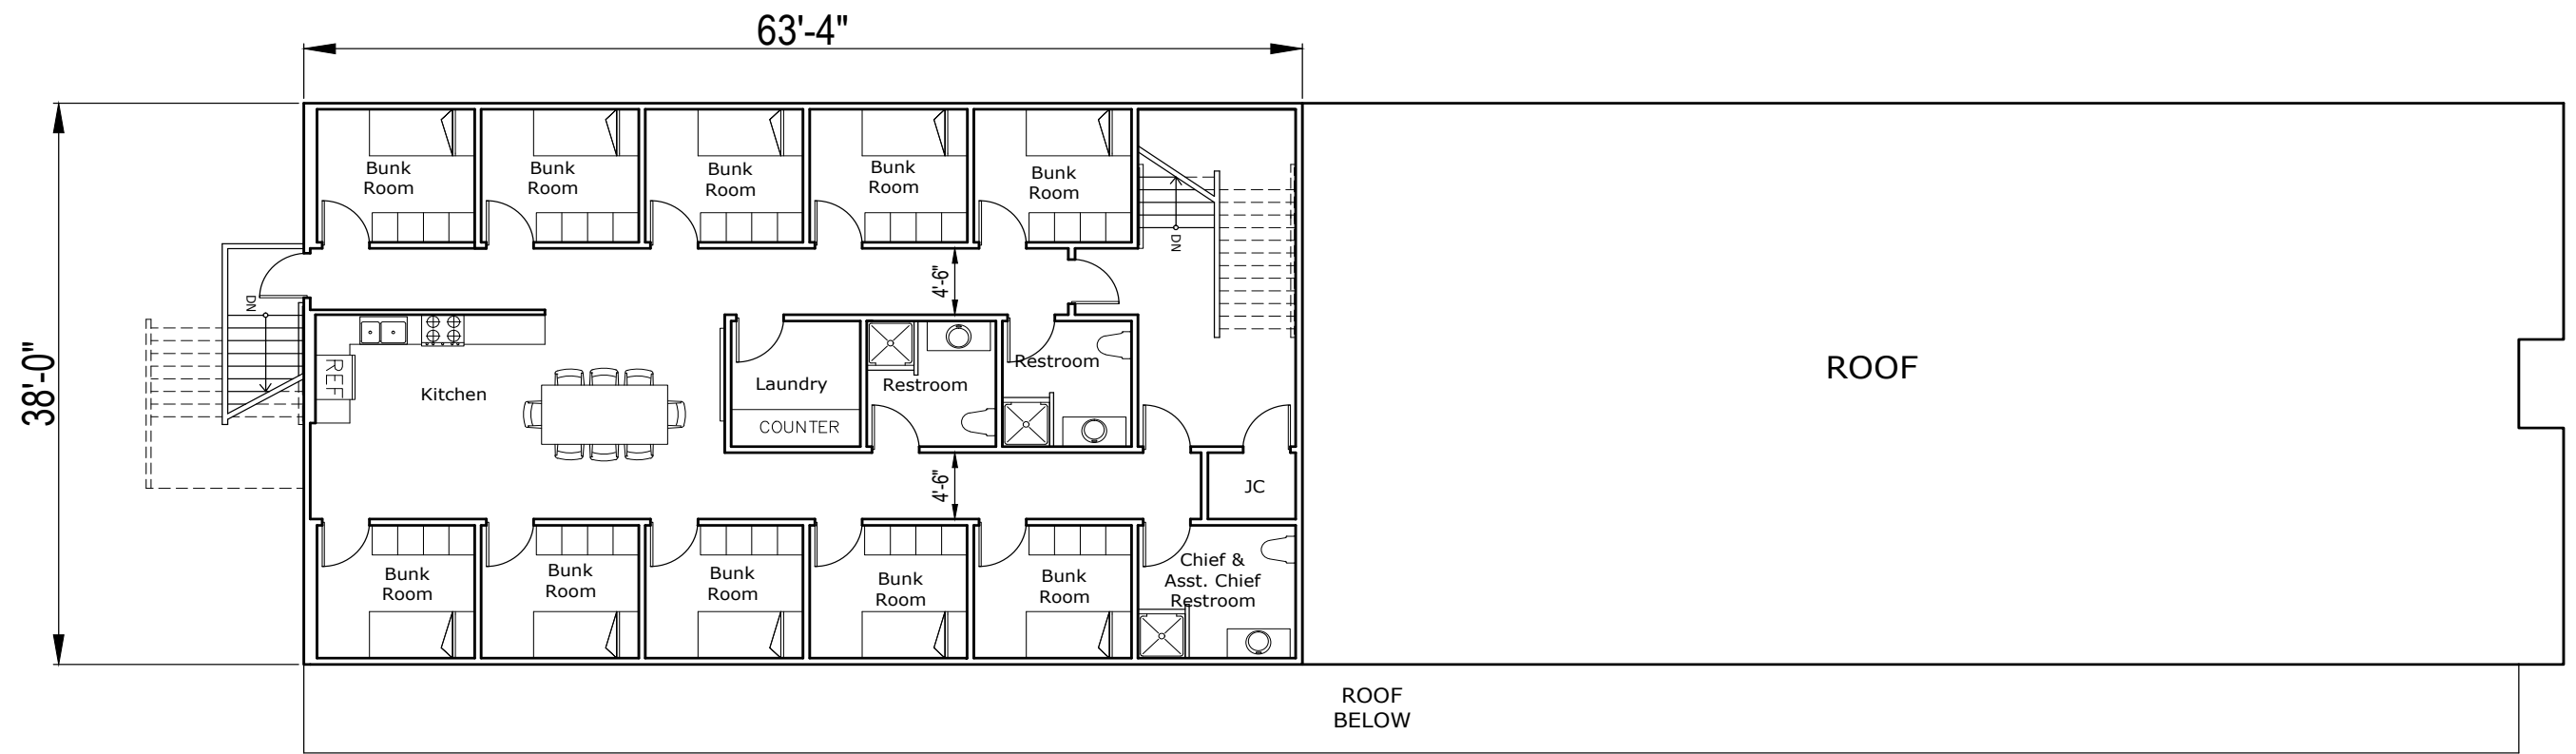 63'-4"
38'-0"
Bunk
Room
Bunk
Room
Bunk
Room
Bunk
Room
Bunk
Room
DN
DN
4'-6"
REF
Kitchen
Laundry
COUNTER
Restroom
Restroom
ROOF
4'-6"
JC
Bunk
Room
Bunk
Room
Bunk
Room
Bunk
Room
Bunk
Room
Chief &
Asst. Chief
Restroom
ROOF
BELOW